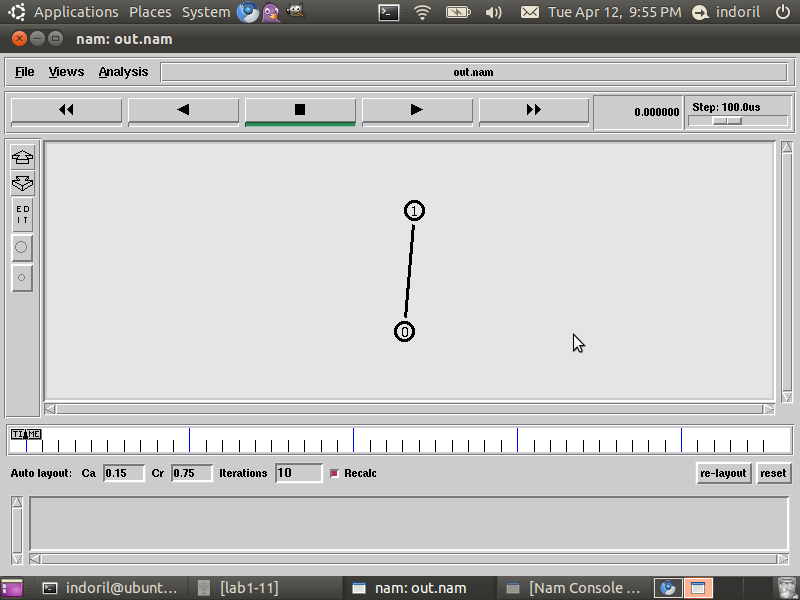 Applications Places System Tue Apr 12, 9:55 PM indoril
nam: out.nam
File Views Analysis out.nam
0.000000 Step: 100.0us
ED
IT
1
0
TIME
Auto layout: Ca 0.15 Cr 0.75 Iterations 10 Recalc re-layout reset
indoril@ubunt... [lab1-11] nam: out.nam [Nam Console ...